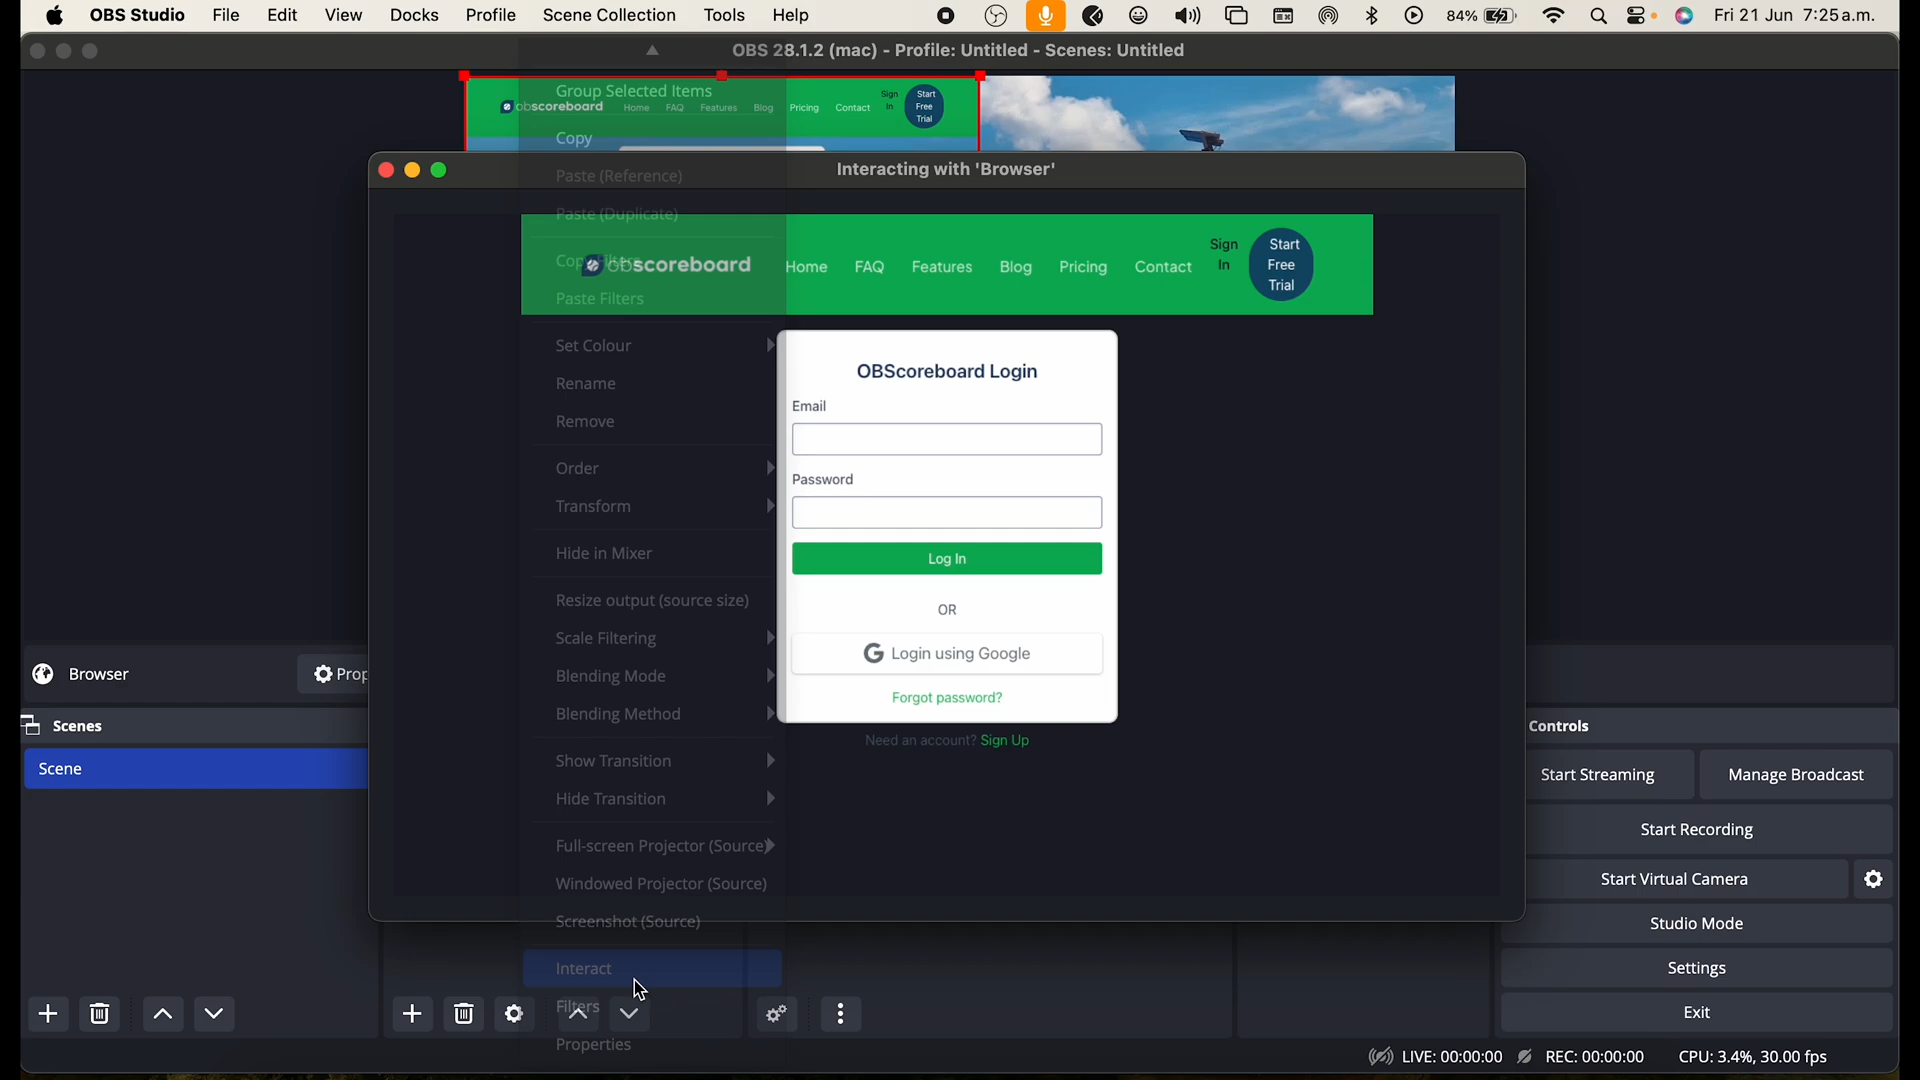 OBS Studio File Edit View Docks Profile Scene Collection Tools Help 84% Fri 21 Jun 7:25 a.m.
OBS 28.1.2 (mac) - Profile: Untitled - Scenes: Untitled
obscoreboard Home FAQ Features Blog Pricing Contact Sign In Start Free Trial
Group Selected Items
Copy
Paste (Reference)
Paste (Duplicate)
Copy Filters
Paste Filters
Set Colour
Rename
Remove
Order
Transform
Hide in Mixer
Resize output (source size)
Scale Filtering
Blending Mode
Blending Method
Show Transition
Hide Transition
Full-screen Projector (Source)
Windowed Projector (Source)
Screenshot (Source)
Interact
Filters
Properties
Interacting with 'Browser'
obscoreboard Home FAQ Features Blog Pricing Contact Sign In Start Free Trial
OBScoreboard Login
Email
Password
Log In
OR
Login using Google
Forgot password?
Need an account? Sign Up
Browser Prop
Scenes
Scene
Controls
Start Streaming Manage Broadcast
Start Recording
Start Virtual Camera
Studio Mode
Settings
Exit
LIVE: 00:00:00 REC: 00:00:00 CPU: 3.4%, 30.00 fps